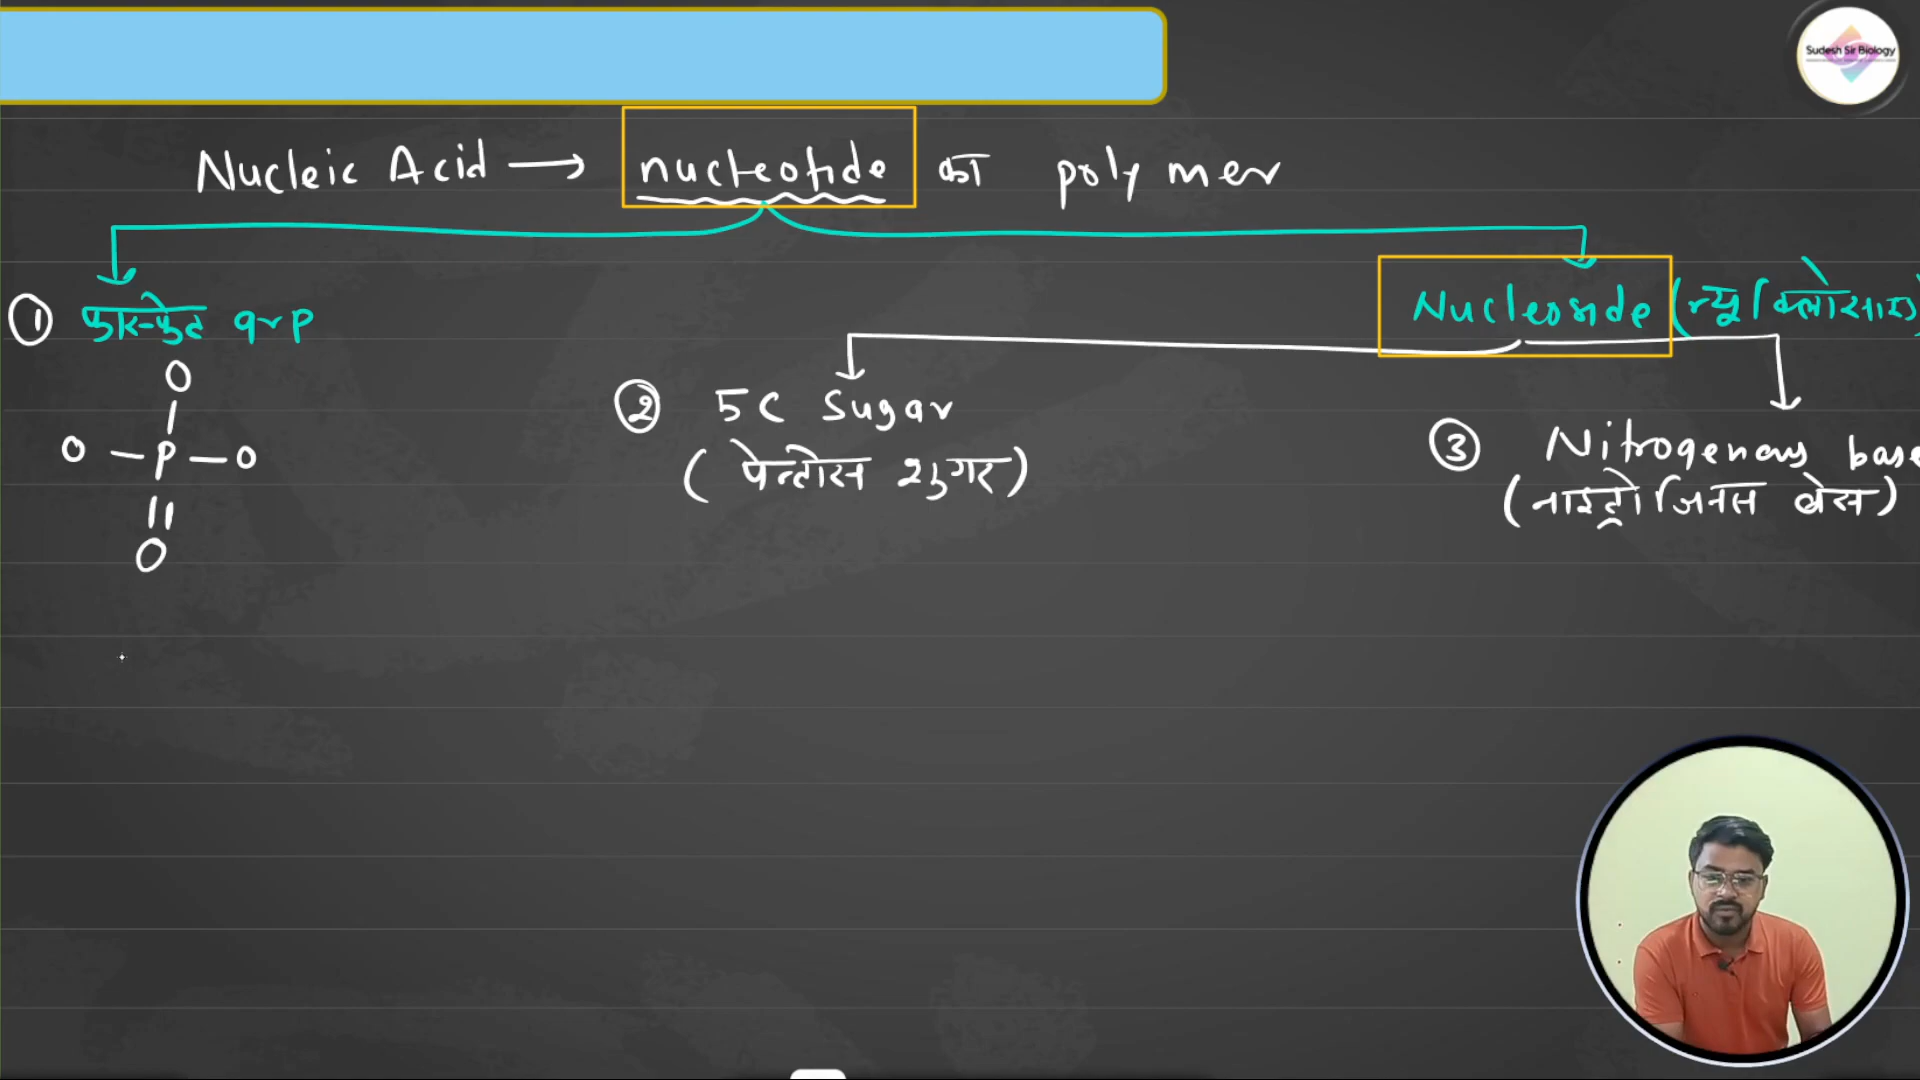 Sudesh Sir Biology
Nucleic Acid → nucleotide का polymer
① फास्फेट grp
Nucleoside (न्यूक्लियोसाइड)
O
O – P – O
O
② 5C Sugar
(पेन्टोस शुगर)
③ Nitrogenous base
(नाइट्रोजिनस बेस)